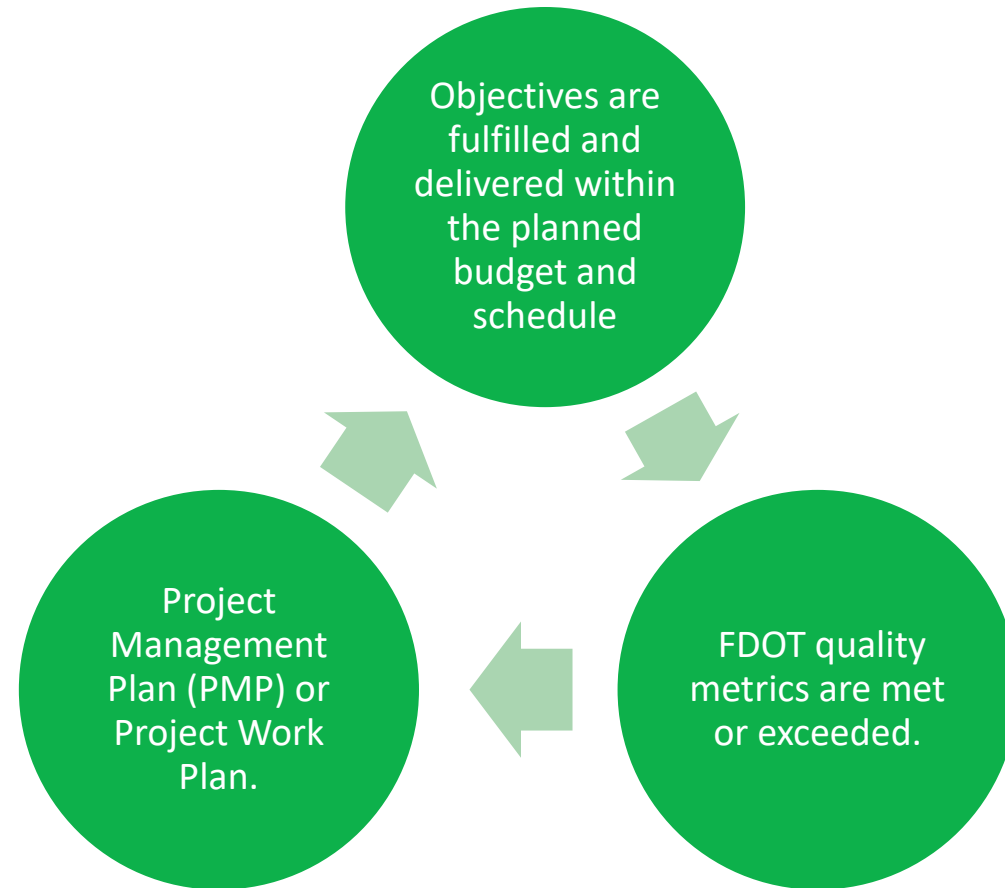 Objectives are
fulfilled and
delivered within
the planned
budget and
schedule
FDOT quality
metrics are met
or exceeded.
Project
Management
Plan (PMP) or
Project Work
Plan.